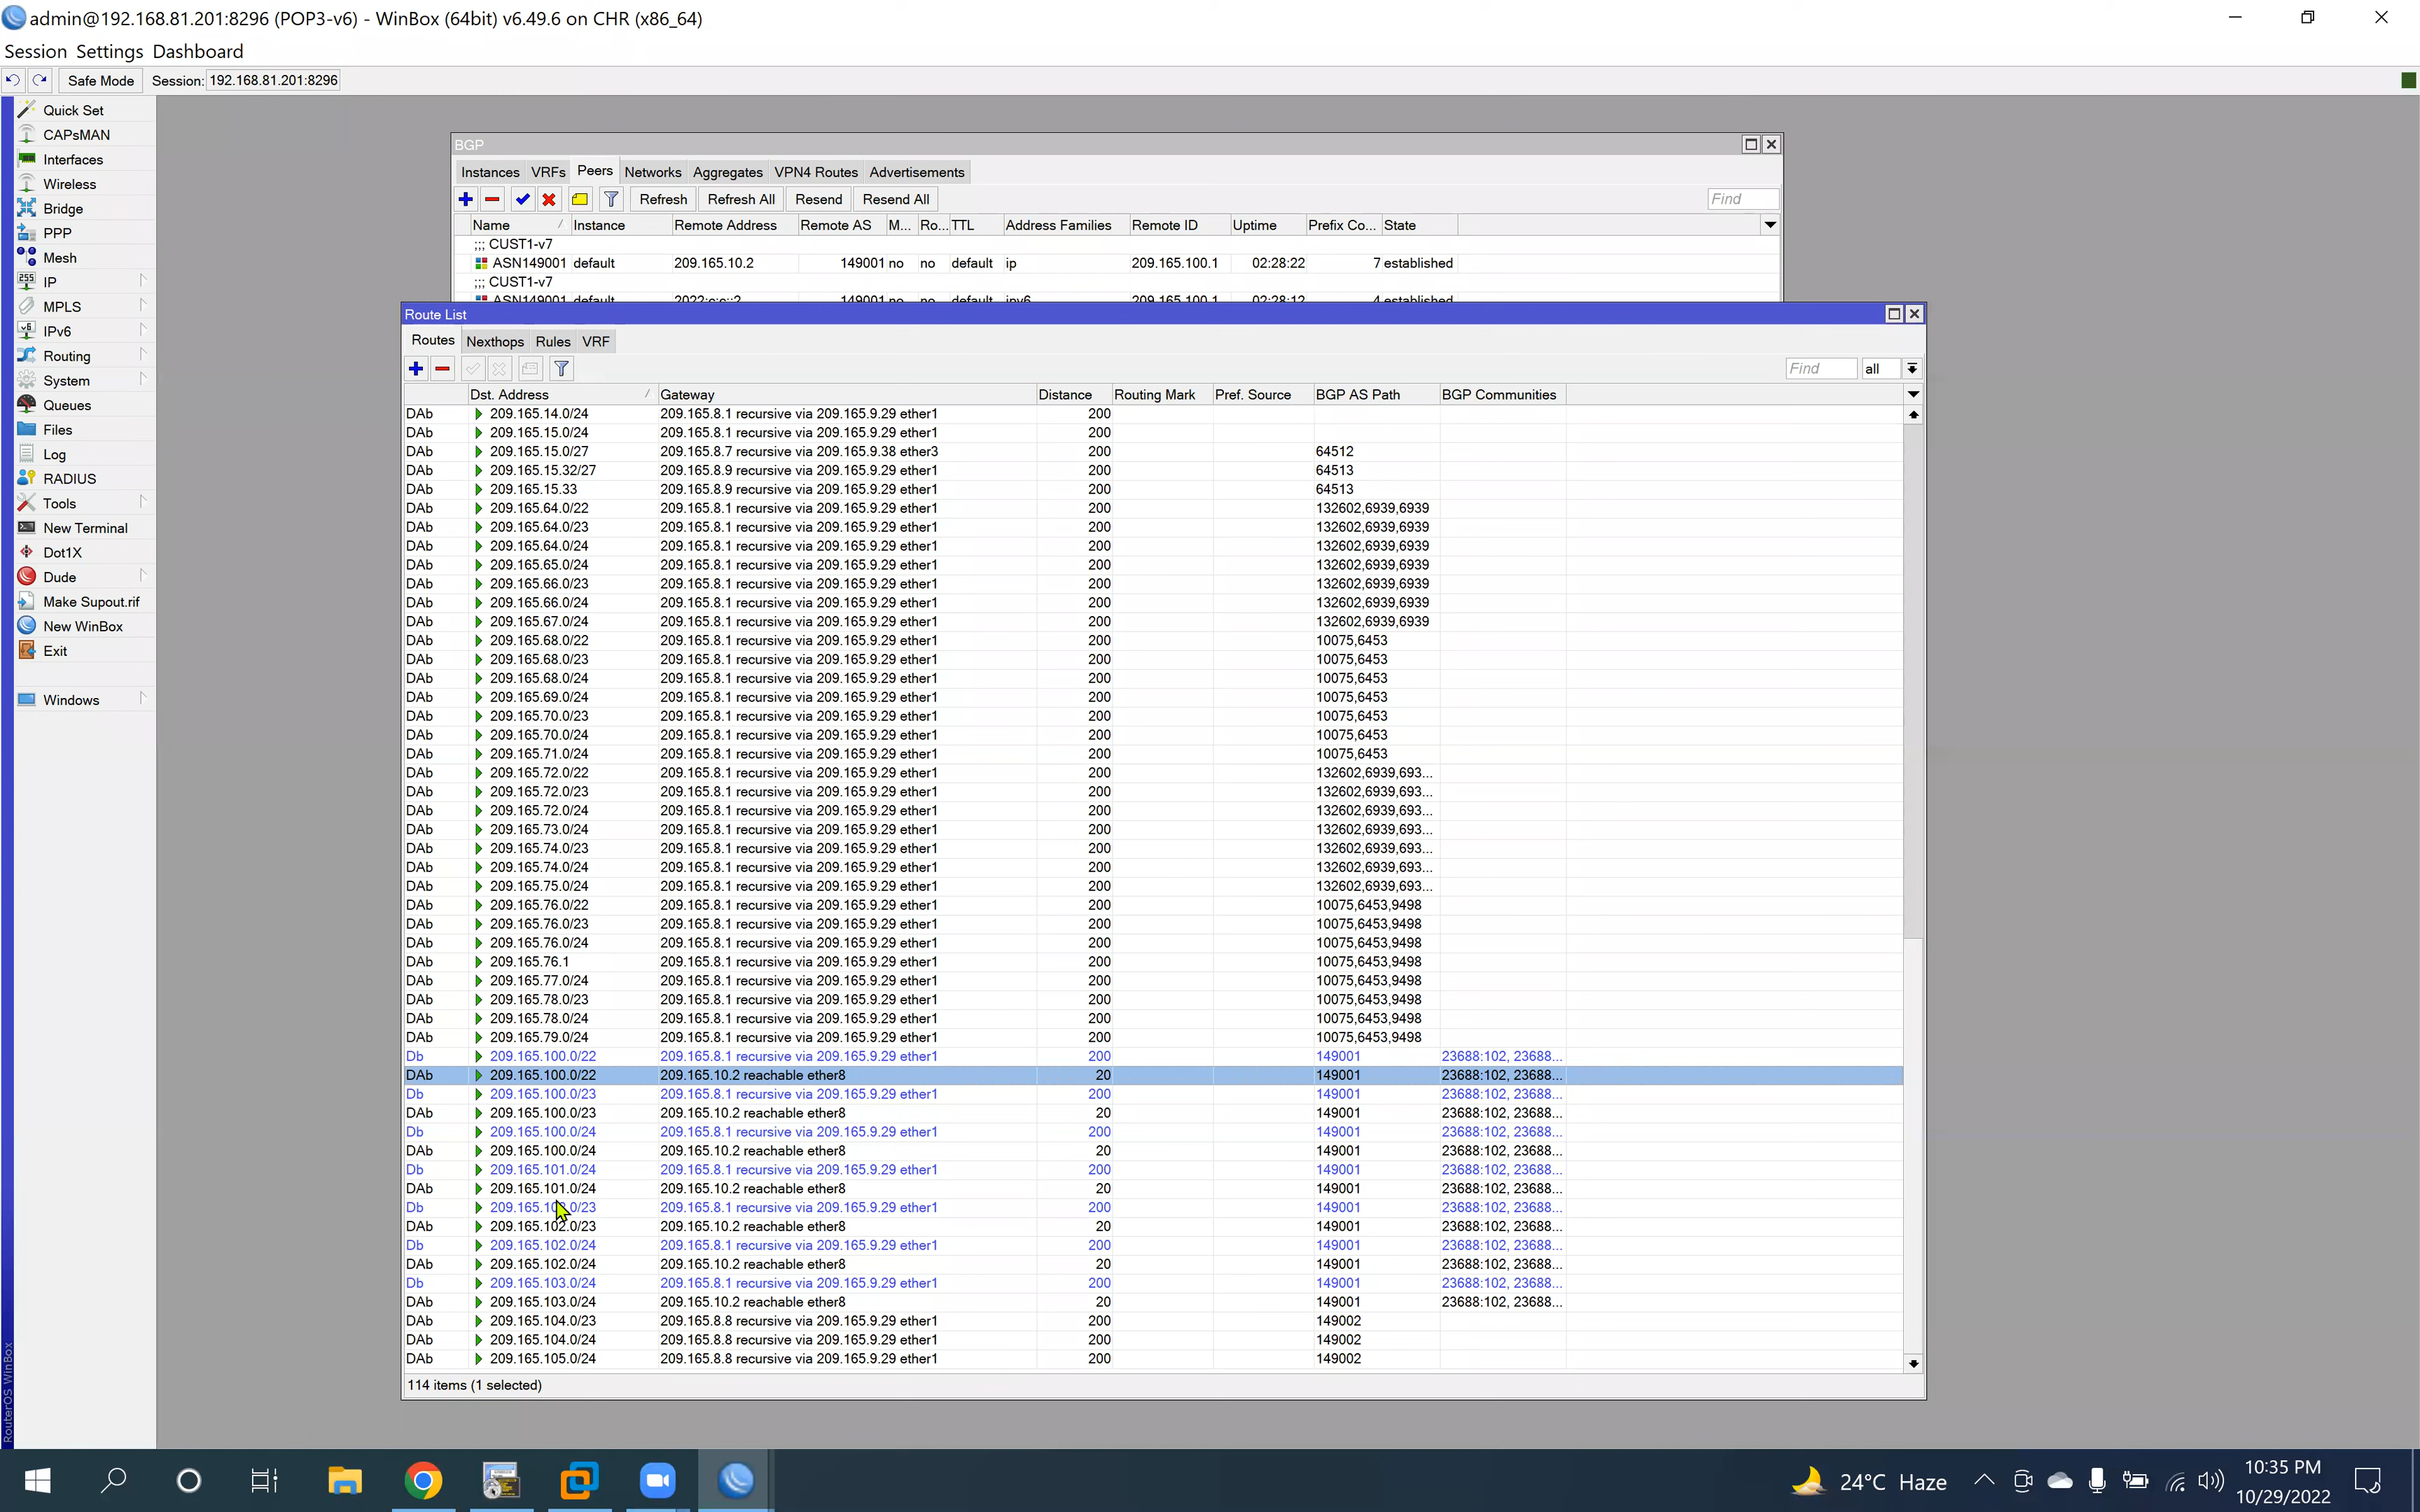 admin@192.168.81.201:8296 (POP3-v6) - WinBox (64bit) v6.49.6 on CHR (x86_64)
Session Settings Dashboard
Safe Mode Session: 192.168.81.201:8296
Quick Set
CAPsMAN
Interfaces
Wireless
Bridge
PPP
Mesh
IP
MPLS
IPv6
Routing
System
Queues
Files
Log
RADIUS
Tools
New Terminal
Dot1X
Dude
Make Supout.rif
New WinBox
Exit
Windows
RouterOS WinBox
BGP
Instances VRFs Peers Networks Aggregates VPN4 Routes Advertisements
Refresh Refresh All Resend Resend All Find
Name Instance Remote Address Remote AS M... Ro... TTL Address Families Remote ID Uptime Prefix Co... State
;;; CUST1-v7
ASN149001 default 209.165.10.2 149001 no no default ip 209.165.100.1 02:28:22 7 established
;;; CUST1-v7
ASN149001 default 2022:c:c::2 149001 no no default ipv6 209.165.100.1 02:28:12 4 established
Route List
Routes Nexthops Rules VRF
Find all
Dst. Address Gateway Distance Routing Mark Pref. Source BGP AS Path BGP Communities
DAb 209.165.14.0/24 209.165.8.1 recursive via 209.165.9.29 ether1 200
DAb 209.165.15.0/24 209.165.8.1 recursive via 209.165.9.29 ether1 200
DAb 209.165.15.0/27 209.165.8.7 recursive via 209.165.9.38 ether3 200 64512
DAb 209.165.15.32/27 209.165.8.9 recursive via 209.165.9.29 ether1 200 64513
DAb 209.165.15.33 209.165.8.9 recursive via 209.165.9.29 ether1 200 64513
DAb 209.165.64.0/22 209.165.8.1 recursive via 209.165.9.29 ether1 200 132602,6939,6939
DAb 209.165.64.0/23 209.165.8.1 recursive via 209.165.9.29 ether1 200 132602,6939,6939
DAb 209.165.64.0/24 209.165.8.1 recursive via 209.165.9.29 ether1 200 132602,6939,6939
DAb 209.165.65.0/24 209.165.8.1 recursive via 209.165.9.29 ether1 200 132602,6939,6939
DAb 209.165.66.0/23 209.165.8.1 recursive via 209.165.9.29 ether1 200 132602,6939,6939
DAb 209.165.66.0/24 209.165.8.1 recursive via 209.165.9.29 ether1 200 132602,6939,6939
DAb 209.165.67.0/24 209.165.8.1 recursive via 209.165.9.29 ether1 200 132602,6939,6939
DAb 209.165.68.0/22 209.165.8.1 recursive via 209.165.9.29 ether1 200 10075,6453
DAb 209.165.68.0/23 209.165.8.1 recursive via 209.165.9.29 ether1 200 10075,6453
DAb 209.165.68.0/24 209.165.8.1 recursive via 209.165.9.29 ether1 200 10075,6453
DAb 209.165.69.0/24 209.165.8.1 recursive via 209.165.9.29 ether1 200 10075,6453
DAb 209.165.70.0/23 209.165.8.1 recursive via 209.165.9.29 ether1 200 10075,6453
DAb 209.165.70.0/24 209.165.8.1 recursive via 209.165.9.29 ether1 200 10075,6453
DAb 209.165.71.0/24 209.165.8.1 recursive via 209.165.9.29 ether1 200 10075,6453
DAb 209.165.72.0/22 209.165.8.1 recursive via 209.165.9.29 ether1 200 132602,6939,693...
DAb 209.165.72.0/23 209.165.8.1 recursive via 209.165.9.29 ether1 200 132602,6939,693...
DAb 209.165.72.0/24 209.165.8.1 recursive via 209.165.9.29 ether1 200 132602,6939,693...
DAb 209.165.73.0/24 209.165.8.1 recursive via 209.165.9.29 ether1 200 132602,6939,693...
DAb 209.165.74.0/23 209.165.8.1 recursive via 209.165.9.29 ether1 200 132602,6939,693...
DAb 209.165.74.0/24 209.165.8.1 recursive via 209.165.9.29 ether1 200 132602,6939,693...
DAb 209.165.75.0/24 209.165.8.1 recursive via 209.165.9.29 ether1 200 132602,6939,693...
DAb 209.165.76.0/22 209.165.8.1 recursive via 209.165.9.29 ether1 200 10075,6453,9498
DAb 209.165.76.0/23 209.165.8.1 recursive via 209.165.9.29 ether1 200 10075,6453,9498
DAb 209.165.76.0/24 209.165.8.1 recursive via 209.165.9.29 ether1 200 10075,6453,9498
DAb 209.165.76.1 209.165.8.1 recursive via 209.165.9.29 ether1 200 10075,6453,9498
DAb 209.165.77.0/24 209.165.8.1 recursive via 209.165.9.29 ether1 200 10075,6453,9498
DAb 209.165.78.0/23 209.165.8.1 recursive via 209.165.9.29 ether1 200 10075,6453,9498
DAb 209.165.78.0/24 209.165.8.1 recursive via 209.165.9.29 ether1 200 10075,6453,9498
DAb 209.165.79.0/24 209.165.8.1 recursive via 209.165.9.29 ether1 200 10075,6453,9498
Db 209.165.100.0/22 209.165.8.1 recursive via 209.165.9.29 ether1 200 149001 23688:102, 23688...
DAb 209.165.100.0/22 209.165.10.2 reachable ether8 20 149001 23688:102, 23688...
Db 209.165.100.0/23 209.165.8.1 recursive via 209.165.9.29 ether1 200 149001 23688:102, 23688...
DAb 209.165.100.0/23 209.165.10.2 reachable ether8 20 149001 23688:102, 23688...
Db 209.165.100.0/24 209.165.8.1 recursive via 209.165.9.29 ether1 200 149001 23688:102, 23688...
DAb 209.165.100.0/24 209.165.10.2 reachable ether8 20 149001 23688:102, 23688...
Db 209.165.101.0/24 209.165.8.1 recursive via 209.165.9.29 ether1 200 149001 23688:102, 23688...
DAb 209.165.101.0/24 209.165.10.2 reachable ether8 20 149001 23688:102, 23688...
Db 209.165.102.0/23 209.165.8.1 recursive via 209.165.9.29 ether1 200 149001 23688:102, 23688...
DAb 209.165.102.0/23 209.165.10.2 reachable ether8 20 149001 23688:102, 23688...
Db 209.165.102.0/24 209.165.8.1 recursive via 209.165.9.29 ether1 200 149001 23688:102, 23688...
DAb 209.165.102.0/24 209.165.10.2 reachable ether8 20 149001 23688:102, 23688...
Db 209.165.103.0/24 209.165.8.1 recursive via 209.165.9.29 ether1 200 149001 23688:102, 23688...
DAb 209.165.103.0/24 209.165.10.2 reachable ether8 20 149001 23688:102, 23688...
DAb 209.165.104.0/23 209.165.8.8 recursive via 209.165.9.29 ether1 200 149002
DAb 209.165.104.0/24 209.165.8.8 recursive via 209.165.9.29 ether1 200 149002
DAb 209.165.105.0/24 209.165.8.8 recursive via 209.165.9.29 ether1 200 149002
114 items (1 selected)
24°C Haze
10:35 PM
10/29/2022